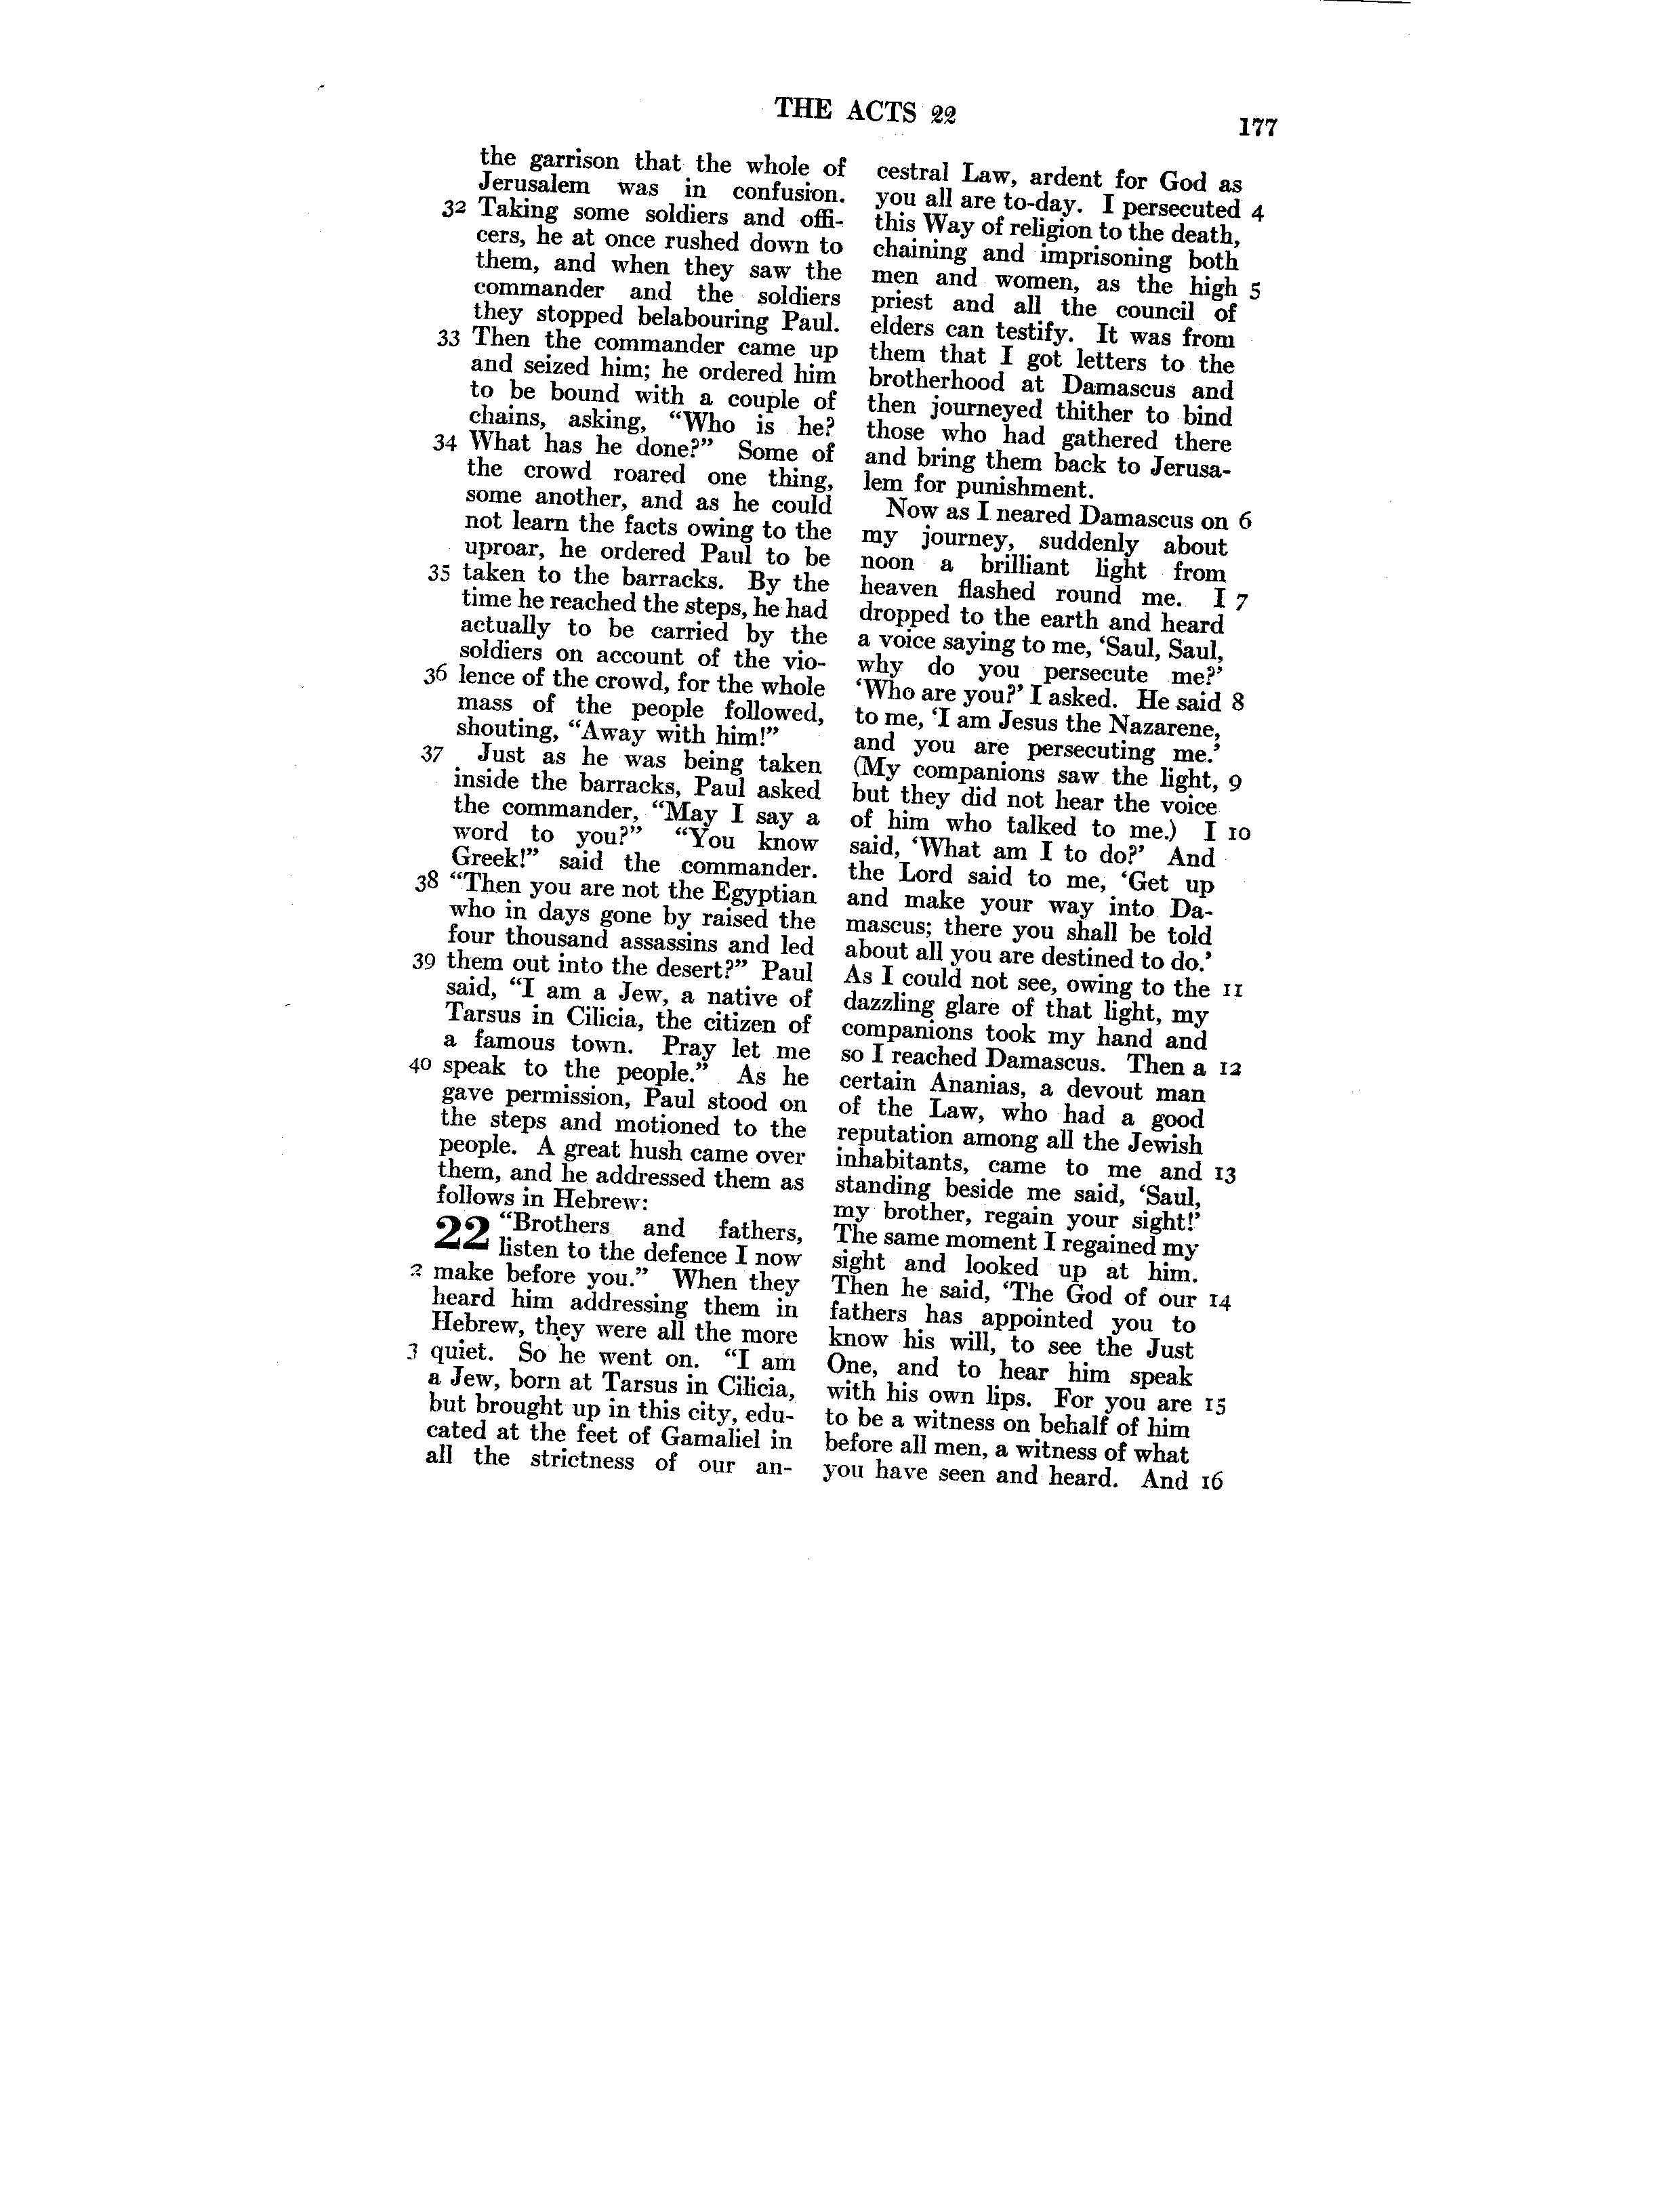 THE ACTS 22
177
the garrison that the whole of
Jerusalem was in confusion.
32 Taking some soldiers and offi-
cers, he at once rushed down to
them, and when they saw the
commander and the soldiers
they stopped belabouring Paul.
33 Then the commander came up
and seized him; he ordered him
to be bound with a couple of
chains, asking, “Who is he?
34 What has he done?” Some of
the crowd roared one thing,
some another, and as he could
not learn the facts owing to the
uproar, he ordered Paul to be
35 taken to the barracks. By the
time he reached the steps, he had
actually to be carried by the
soldiers on account of the vio-
36 lence of the crowd, for the whole
mass of the people followed,
shouting, “Away with him!”
37 Just as he was being taken
inside the barracks, Paul asked
the commander, “May I say a
word to you?” “You know
Greek!” said the commander.
38 “Then you are not the Egyptian
who in days gone by raised the
four thousand assassins and led
39 them out into the desert?” Paul
said, “I am a Jew, a native of
Tarsus in Cilicia, the citizen of
a famous town. Pray let me
40 speak to the people.” As he
gave permission, Paul stood on
the steps and motioned to the
people. A great hush came over
them, and he addressed them as
follows in Hebrew:
22 “Brothers and fathers,
listen to the defence I now
2 make before you.” When they
heard him addressing them in
Hebrew, they were all the more
3 quiet. So he went on. “I am
a Jew, born at Tarsus in Cilicia,
but brought up in this city, edu-
cated at the feet of Gamaliel in
all the strictness of our an-
cestral Law, ardent for God as
you all are to-day. I persecuted 4
this Way of religion to the death,
chaining and imprisoning both
men and women, as the high 5
priest and all the council of
elders can testify. It was from
them that I got letters to the
brotherhood at Damascus and
then journeyed thither to bind
those who had gathered there
and bring them back to Jerusa-
lem for punishment.
Now as I neared Damascus on 6
my journey, suddenly about
noon a brilliant light from
heaven flashed round me. I 7
dropped to the earth and heard
a voice saying to me, ‘Saul, Saul,
why do you persecute me?’
‘Who are you?’ I asked. He said 8
to me, ‘I am Jesus the Nazarene,
and you are persecuting me.’
(My companions saw the light, 9
but they did not hear the voice
of him who talked to me.) I 10
said, ‘What am I to do?’ And
the Lord said to me, ‘Get up
and make your way into Da-
mascus; there you shall be told
about all you are destined to do.’
As I could not see, owing to the 11
dazzling glare of that light, my
companions took my hand and
so I reached Damascus. Then a 12
certain Ananias, a devout man
of the Law, who had a good
reputation among all the Jewish
inhabitants, came to me and 13
standing beside me said, ‘Saul,
my brother, regain your sight!’
The same moment I regained my
sight and looked up at him.
Then he said, ‘The God of our 14
fathers has appointed you to
know his will, to see the Just
One, and to hear him speak
with his own lips. For you are 15
to be a witness on behalf of him
before all men, a witness of what
you have seen and heard. And 16